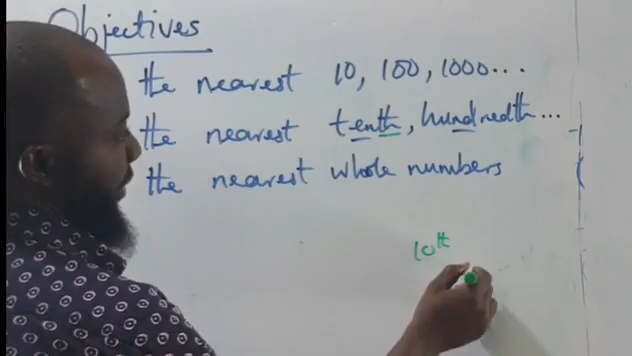 Objectives
the nearest 10, 100, 1000...
the nearest tenth, hundredth...
the nearest whole numbers
10th